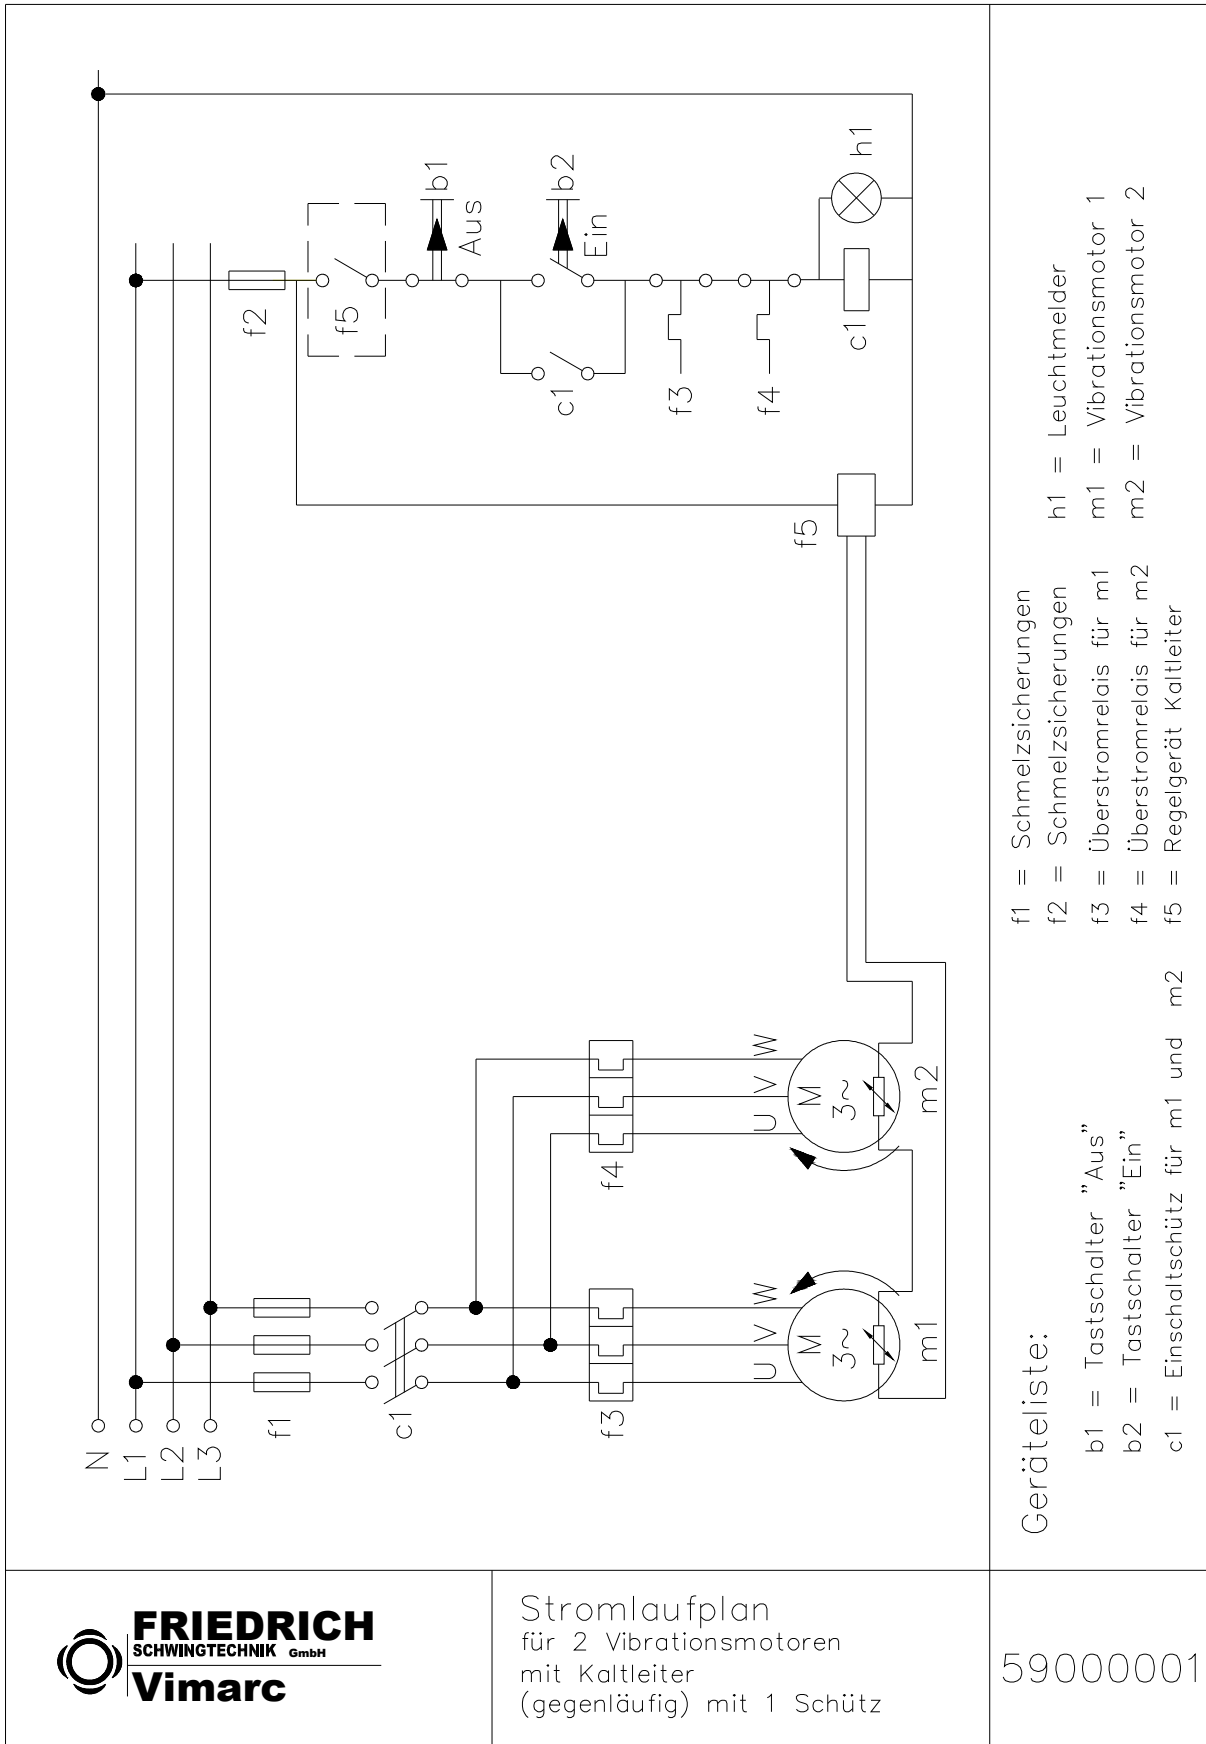 N
L1
L2
L3
f1
c1
f3
U V W
M
3~
m1
f4
U V W
M
3~
m2
f5
f2
f5
b1
Aus
c1
b2
Ein
f3
f4
c1
h1
Geräteliste:
b1 = Tastschalter "Aus"
b2 = Tastschalter "Ein"
c1 = Einschaltschütz für m1 und m2
f1 = Schmelzsicherungen
f2 = Schmelzsicherungen
f3 = Überstromrelais für m1
f4 = Überstromrelais für m2
f5 = Regelgerät Kaltleiter
h1 = Leuchtmelder
m1 = Vibrationsmotor 1
m2 = Vibrationsmotor 2
FRIEDRICH
SCHWINGTECHNIK GmbH
Vimarc
Stromlaufplan
für 2 Vibrationsmotoren
mit Kaltleiter
(gegenläufig) mit 1 Schütz
59000001